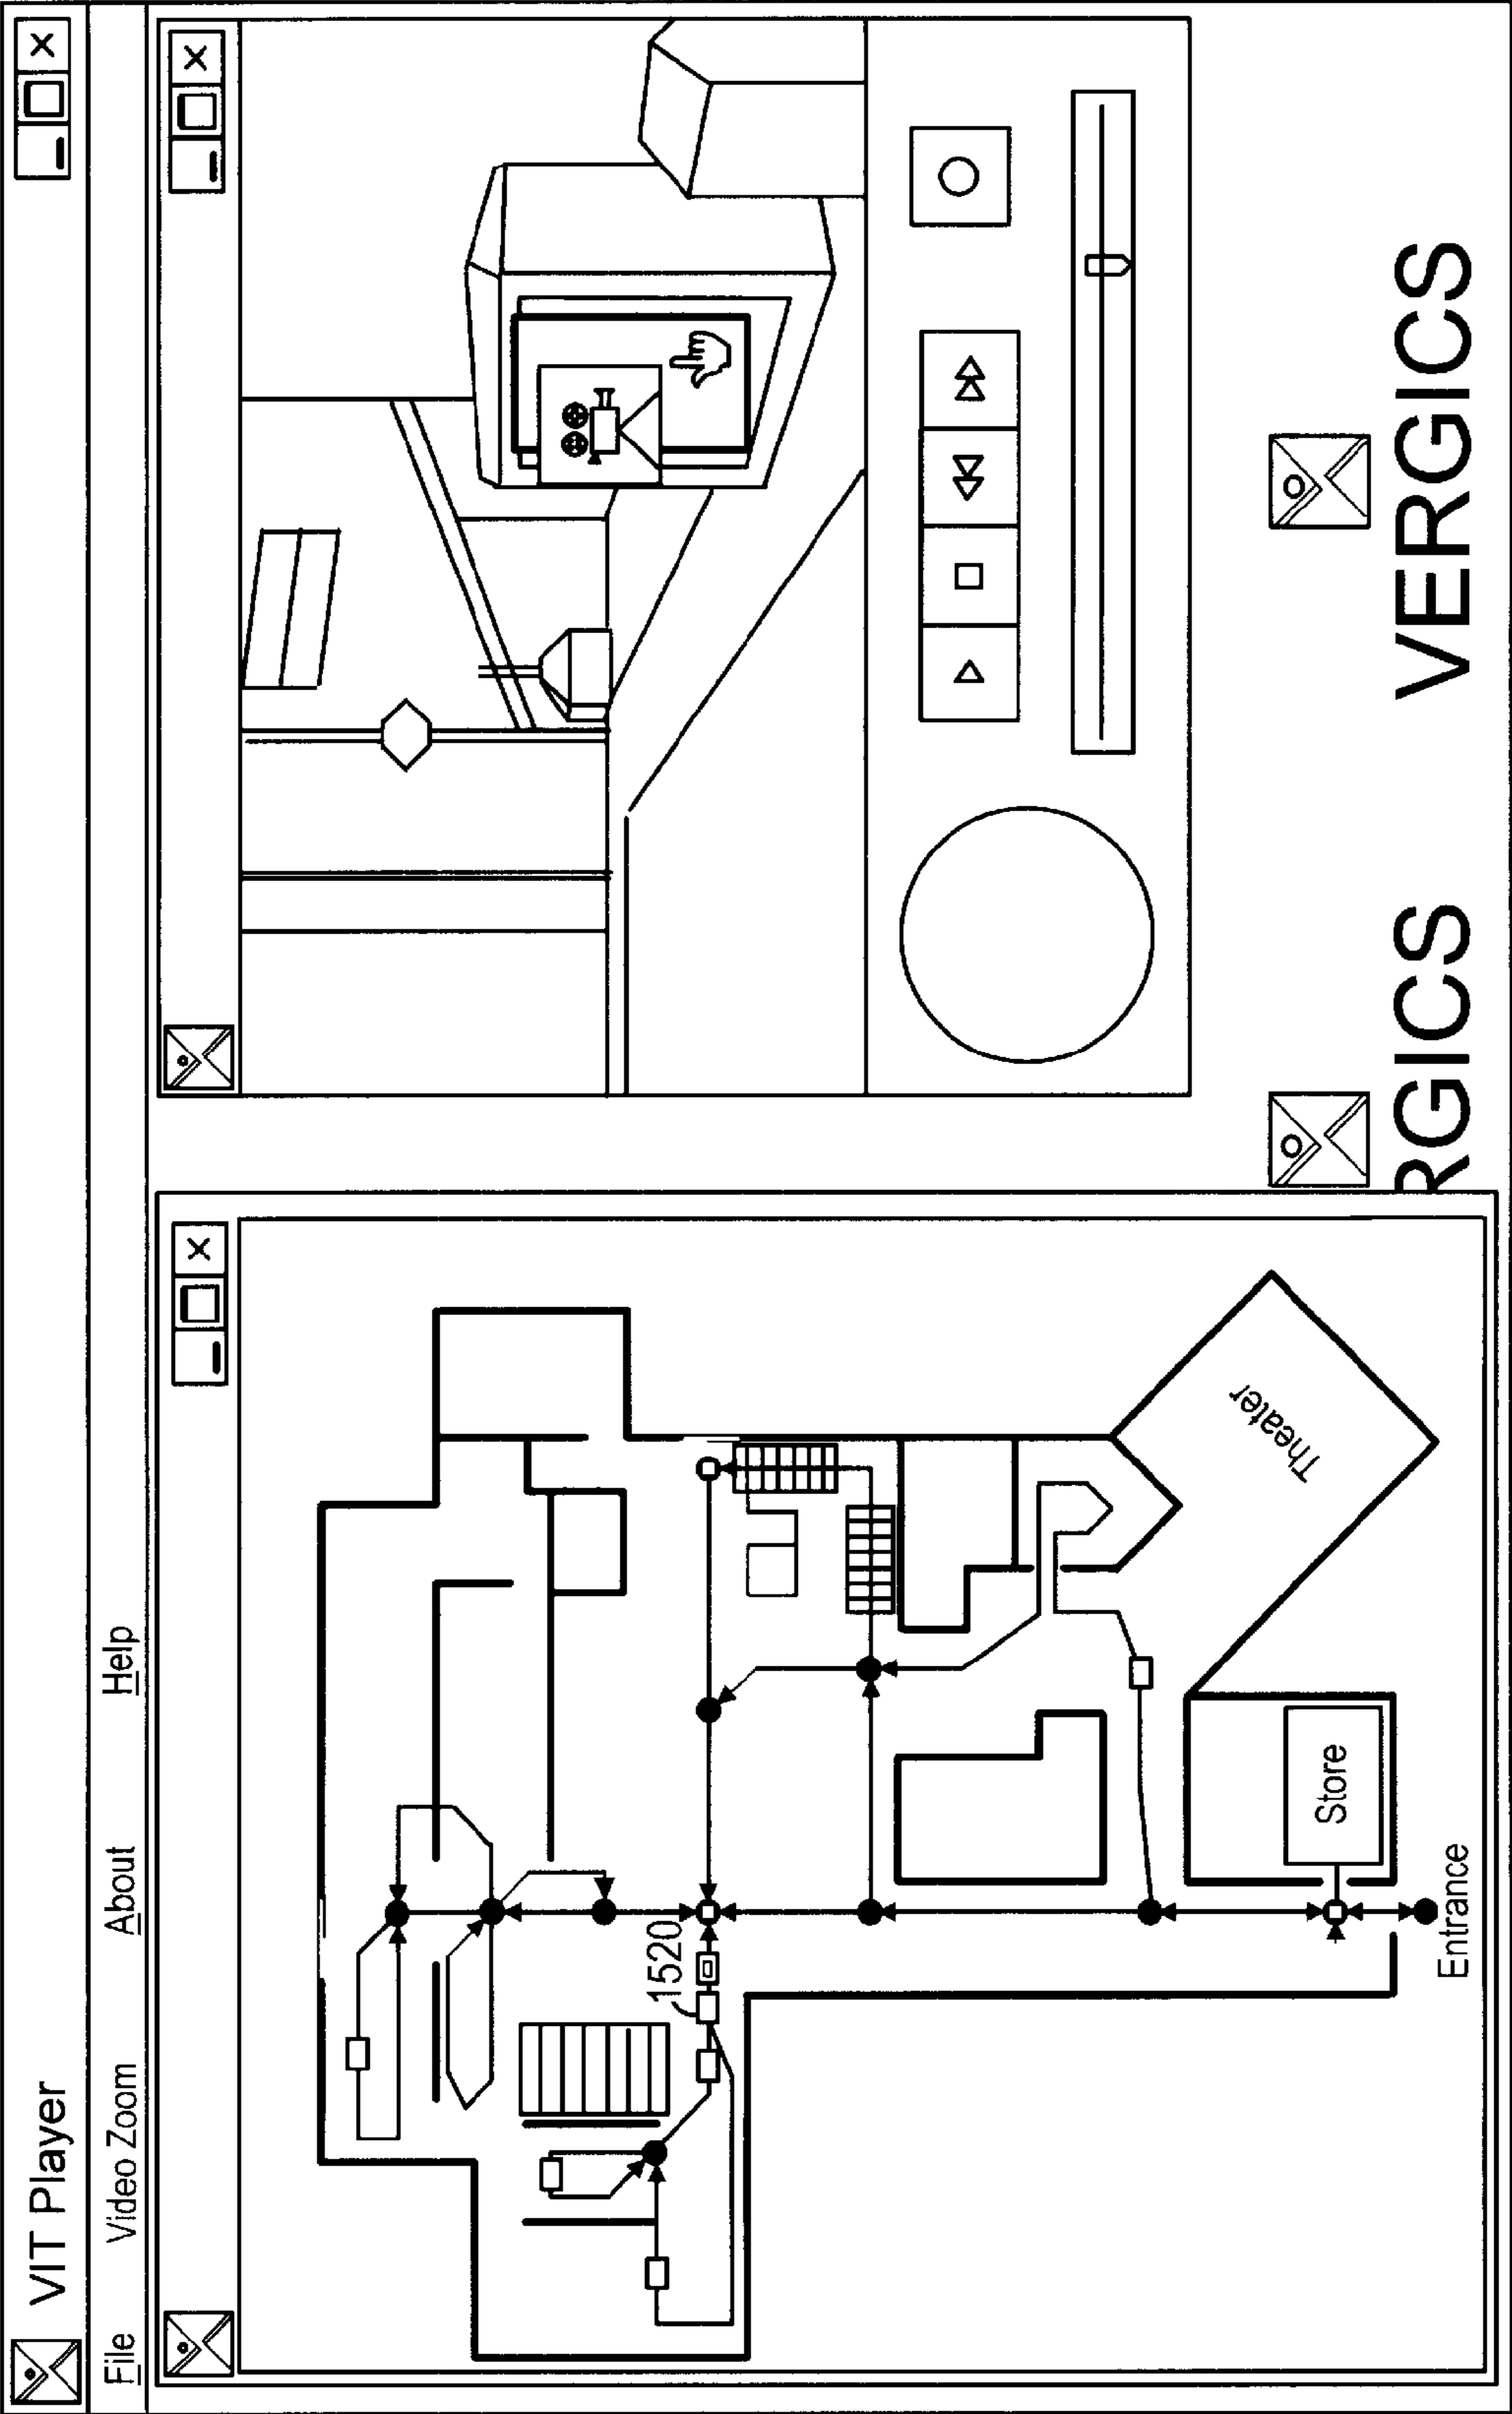 VIT Player
File Video Zoom About Help
1520
Theater
Store
Entrance
RGICS VERGICS